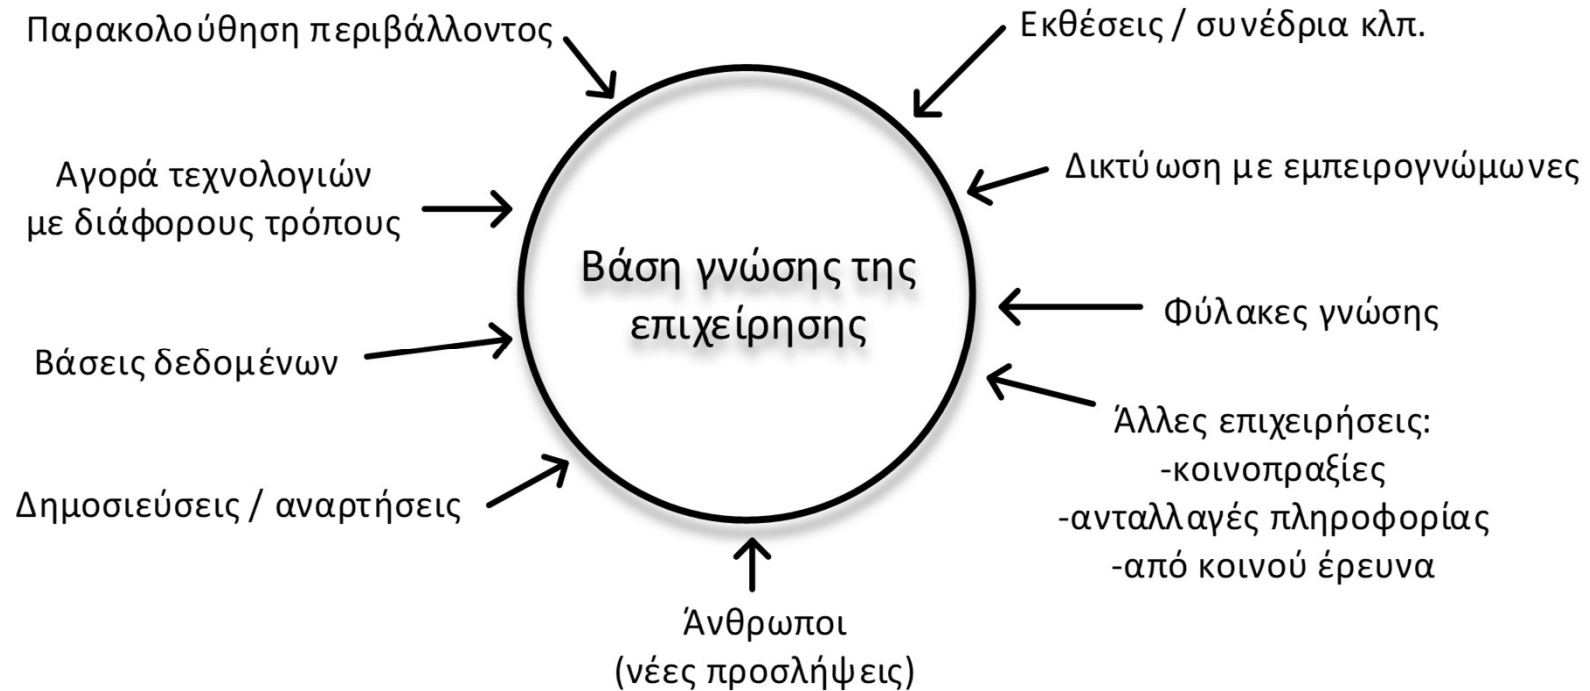 Παρακολούθηση περιβάλλοντος
Εκθέσεις / συνέδρια κλπ.
Αγορά τεχνολογιών
με διάφορους τρόπους
Δικτύωση με εμπειρογνώμωνες
Βάση γνώσης της
επιχείρησης
Φύλακες γνώσης
Βάσεις δεδομένων
Άλλες επιχειρήσεις:
-κοινοπραξίες
-ανταλλαγές πληροφορίας
-από κοινού έρευνα
Δημοσιεύσεις / αναρτήσεις
Άνθρωποι
(νέες προσλήψεις)